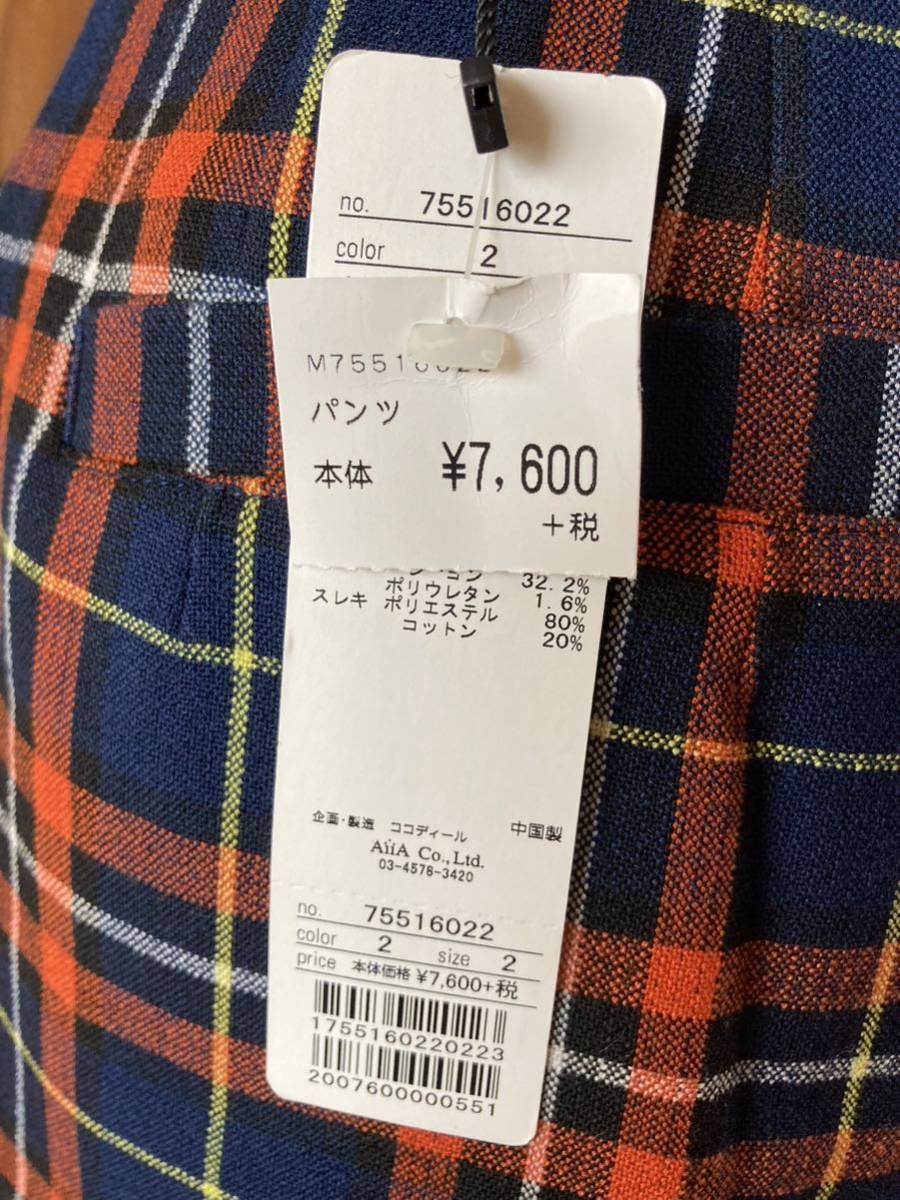 no. 75516022
color 2
パンツ
本体 ¥7,600
+税
32.2%
ポリウレタン 1.6%
スレキ ポリエステル 80%
コットン 20%
企画・製造 ココディール 中国製
AiiA Co.,Ltd.
03-4578-3420
no. 75516022
color 2 size 2
price 本体価格 ¥7,600+税
1755160220223
2007600000551